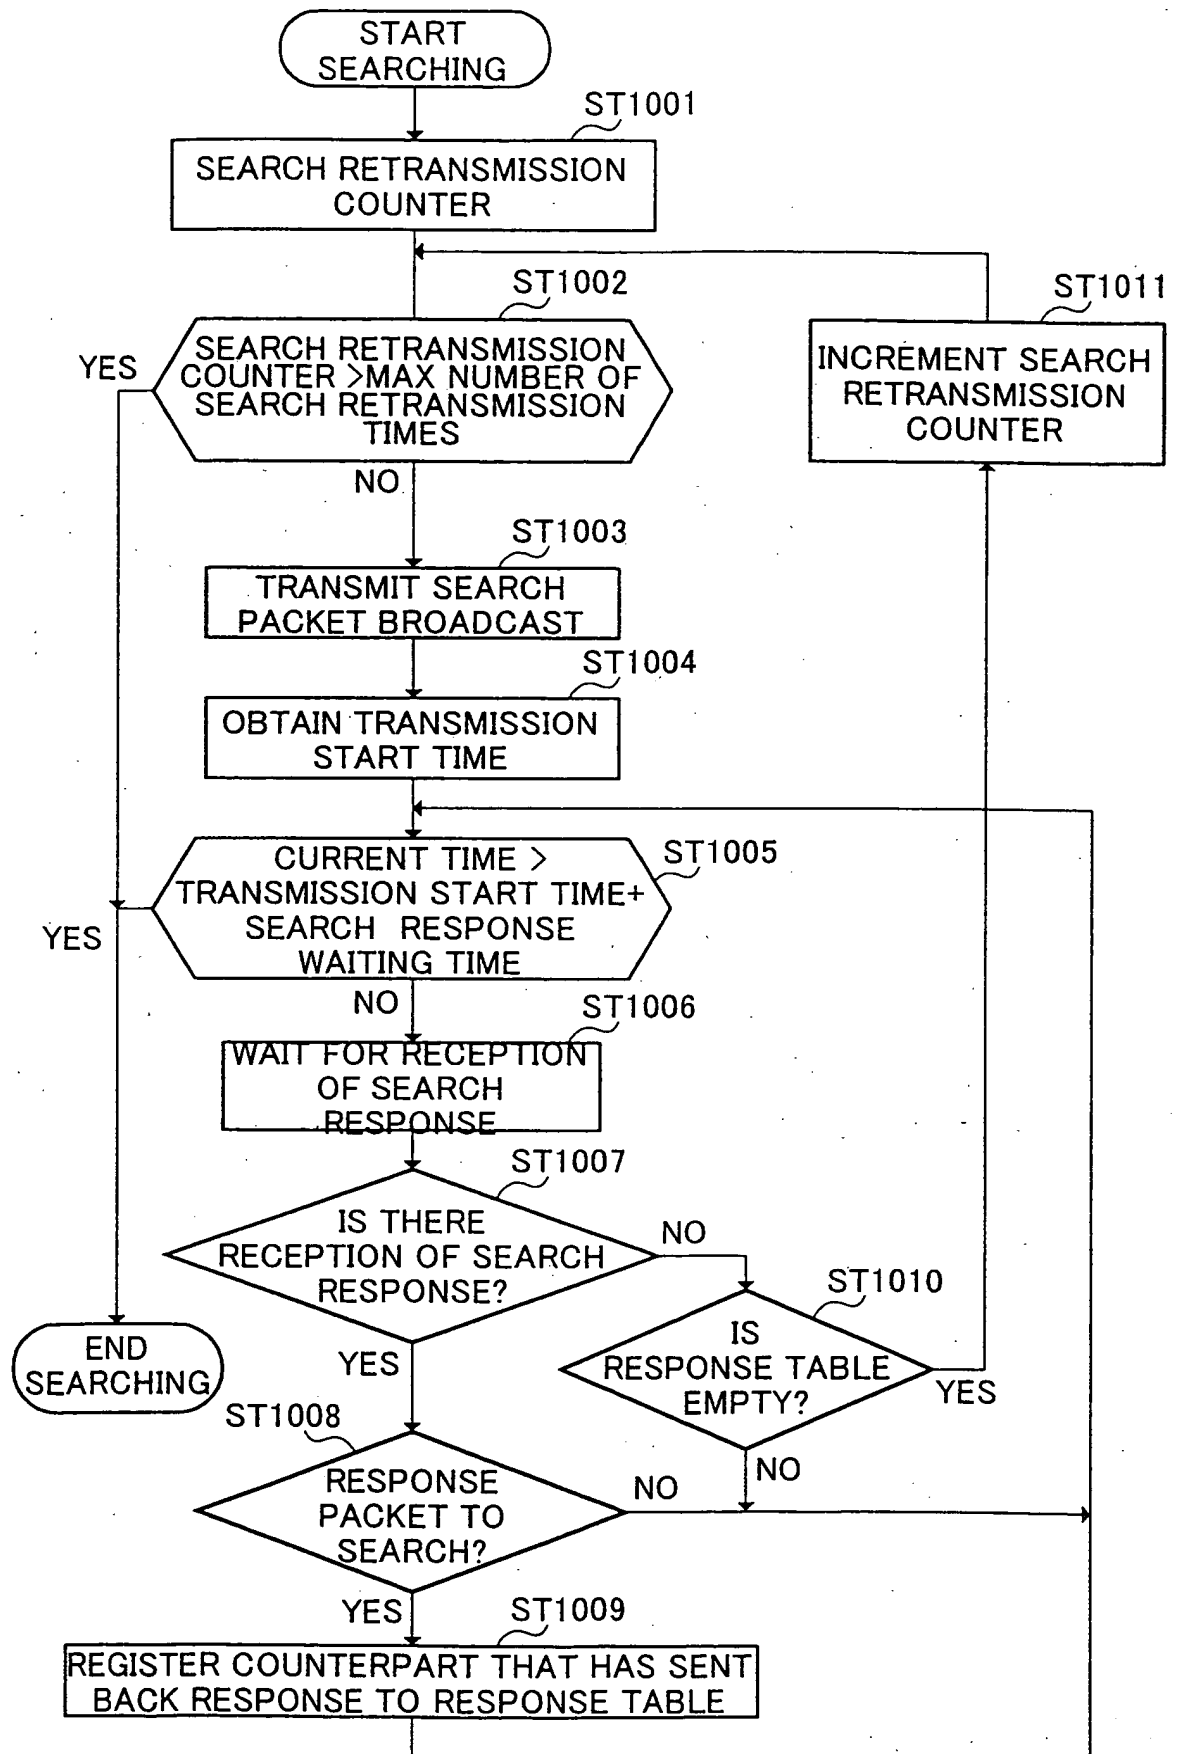 START
SEARCHING
ST1001
SEARCH RETRANSMISSION
COUNTER
ST1002
SEARCH RETRANSMISSION
COUNTER >MAX NUMBER OF
SEARCH RETRANSMISSION
TIMES
YES
NO
ST1011
INCREMENT SEARCH
RETRANSMISSION
COUNTER
ST1003
TRANSMIT SEARCH
PACKET BROADCAST
ST1004
OBTAIN TRANSMISSION
START TIME
ST1005
CURRENT TIME >
TRANSMISSION START TIME+
SEARCH RESPONSE
WAITING TIME
YES
NO
ST1006
WAIT FOR RECEPTION
OF SEARCH
RESPONSE
ST1007
IS THERE
RECEPTION OF SEARCH
RESPONSE?
NO
YES
ST1010
IS
RESPONSE TABLE
EMPTY?
YES
NO
END
SEARCHING
ST1008
RESPONSE
PACKET TO
SEARCH?
NO
YES
ST1009
REGISTER COUNTERPART THAT HAS SENT
BACK RESPONSE TO RESPONSE TABLE